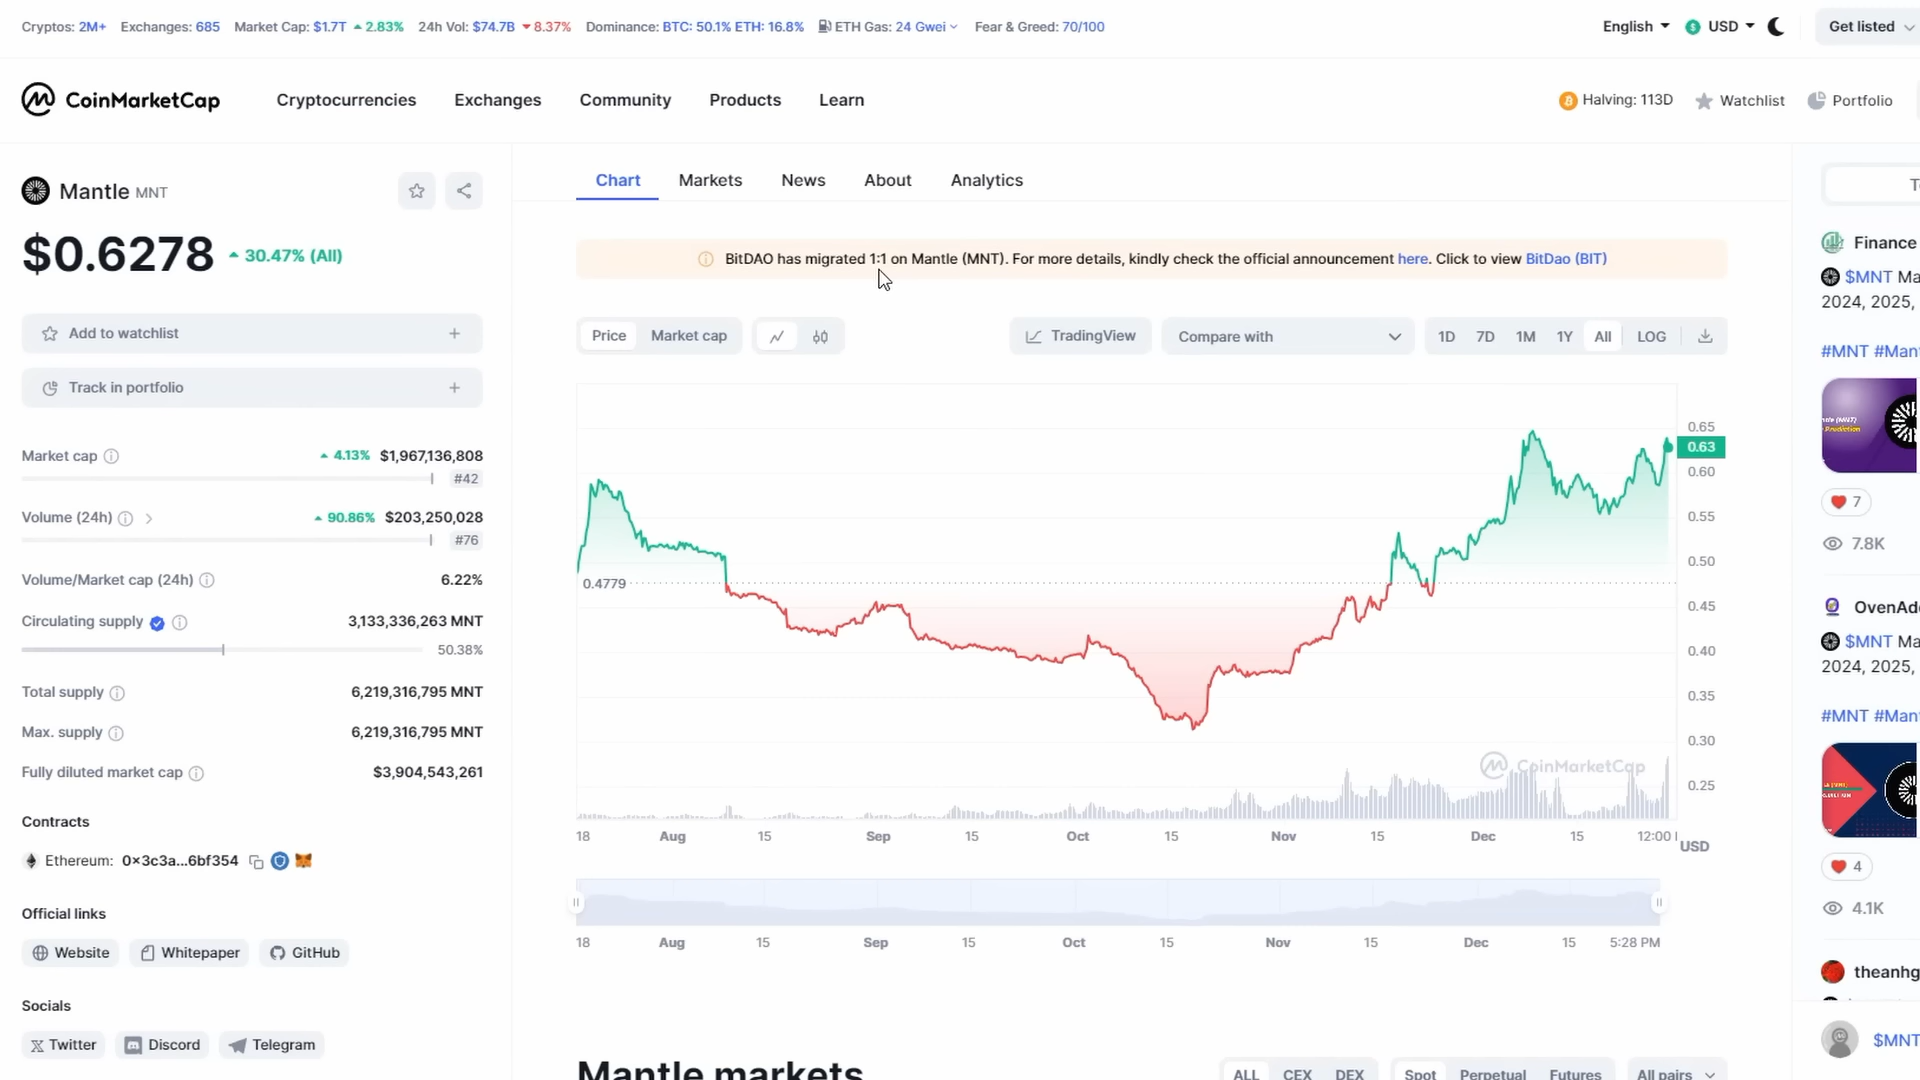 Cryptos: 2M+ Exchanges: 685 Market Cap: $1.7T 2.83% 24h Vol: $74.7B 8.37% Dominance: BTC: 50.1% ETH: 16.8% ETH Gas: 24 Gwei Fear & Greed: 70/100
English USD Get listed
CoinMarketCap Cryptocurrencies Exchanges Community Products Learn
Halving: 113D Watchlist Portfolio
Mantle MNT
$0.6278 30.47% (All)
Add to watchlist +
Track in portfolio +
Market cap 4.13% $1,967,136,808
#42
Volume (24h) 90.86% $203,250,028
#76
Volume/Market cap (24h) 6.22%
Circulating supply 3,133,336,263 MNT
50.38%
Total supply 6,219,316,795 MNT
Max. supply 6,219,316,795 MNT
Fully diluted market cap $3,904,543,261
Contracts
Ethereum: 0x3c3a...6bf354
Official links
Website Whitepaper GitHub
Socials
Twitter Discord Telegram
Chart Markets News About Analytics
BitDAO has migrated 1:1 on Mantle (MNT). For more details, kindly check the official announcement here. Click to view BitDao (BIT)
Price Market cap
TradingView Compare with 1D 7D 1M 1Y All LOG
0.65
0.63
0.60
0.55
0.50
0.4779
0.45
0.40
0.35
0.30
CoinMarketCap
0.25
18 Aug 15 Sep 15 Oct 15 Nov 15 Dec 15 12:00
USD
18 Aug 15 Sep 15 Oct 15 Nov 15 Dec 15 5:28 PM
Mantle markets
ALL CEX DEX Spot Perpetual Futures All pairs
Finance
$MNT Ma
2024, 2025,
#MNT #Man
7
7.8K
OvenAd
$MNT Ma
2024, 2025,
#MNT #Man
4
4.1K
theanhg
$MNT